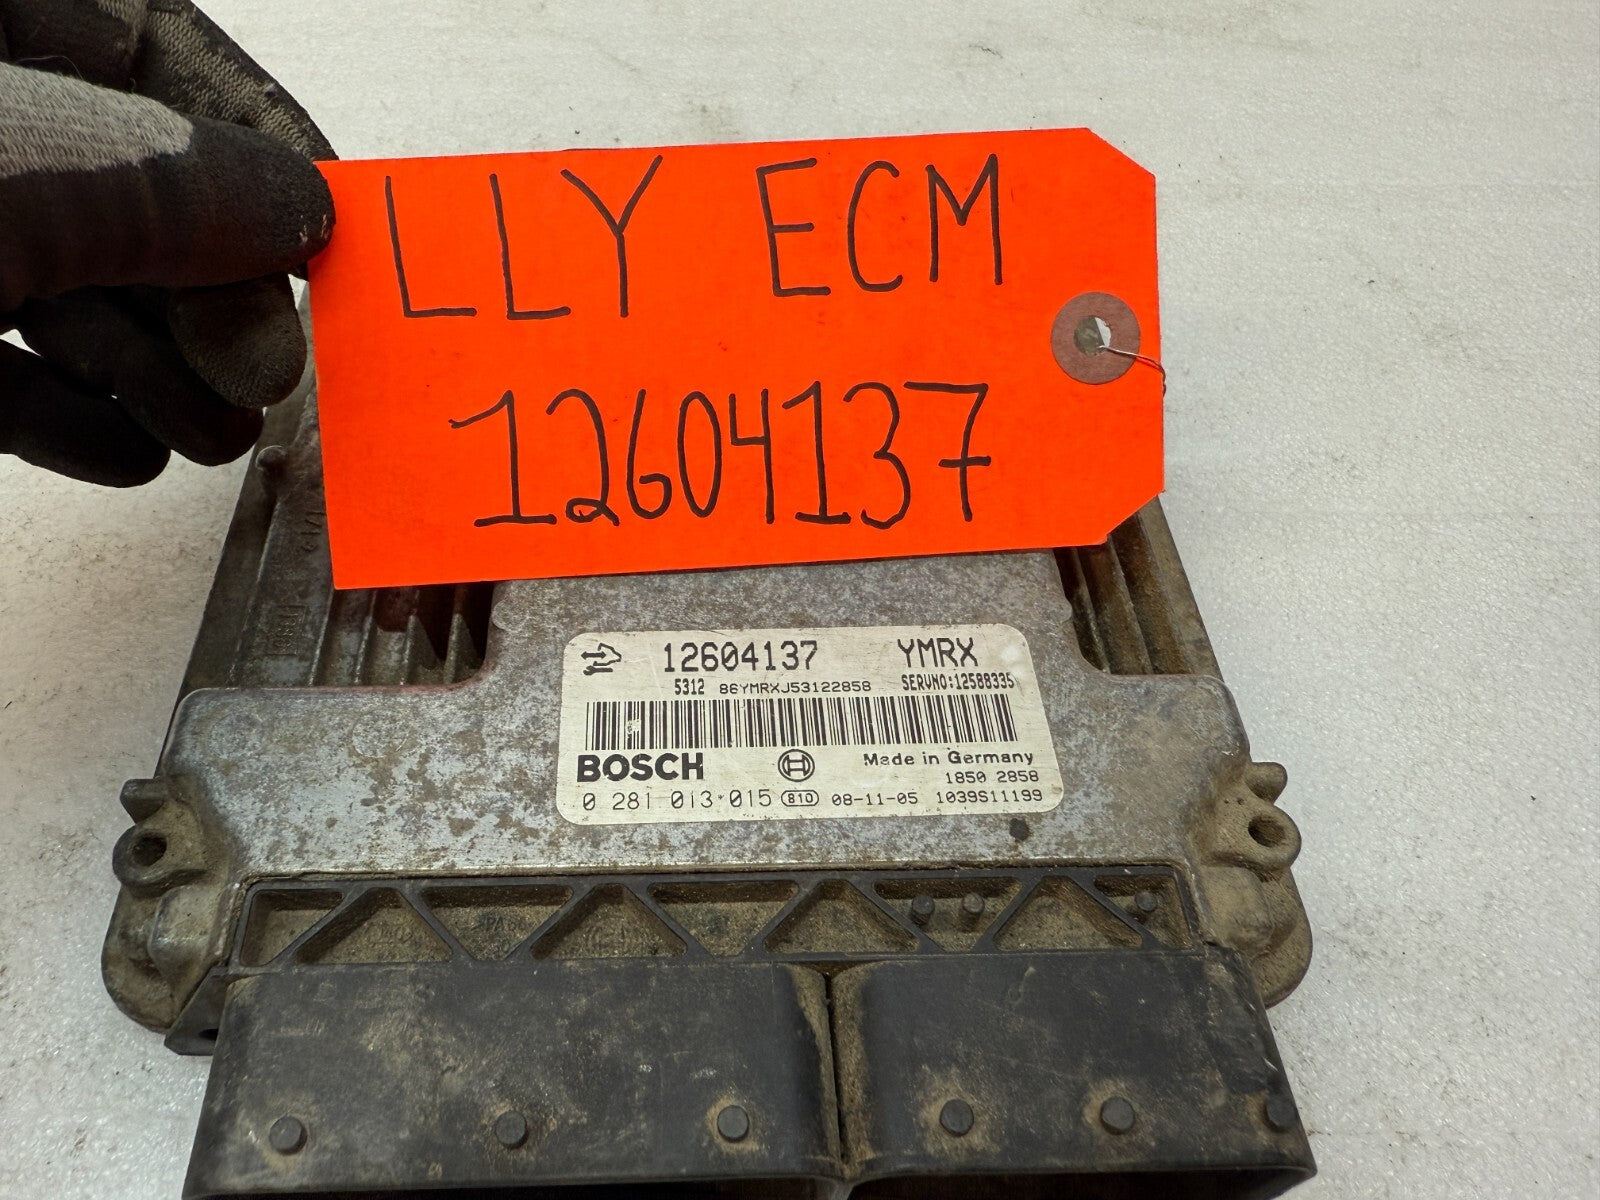 LLY ECM
12604137
12604137 YMRX
5312 86YMRXJ53122858 SERVNO:12588335
BOSCH Made in Germany
1850 2858
0 281 013 015 810 08-11-05 1039S11199